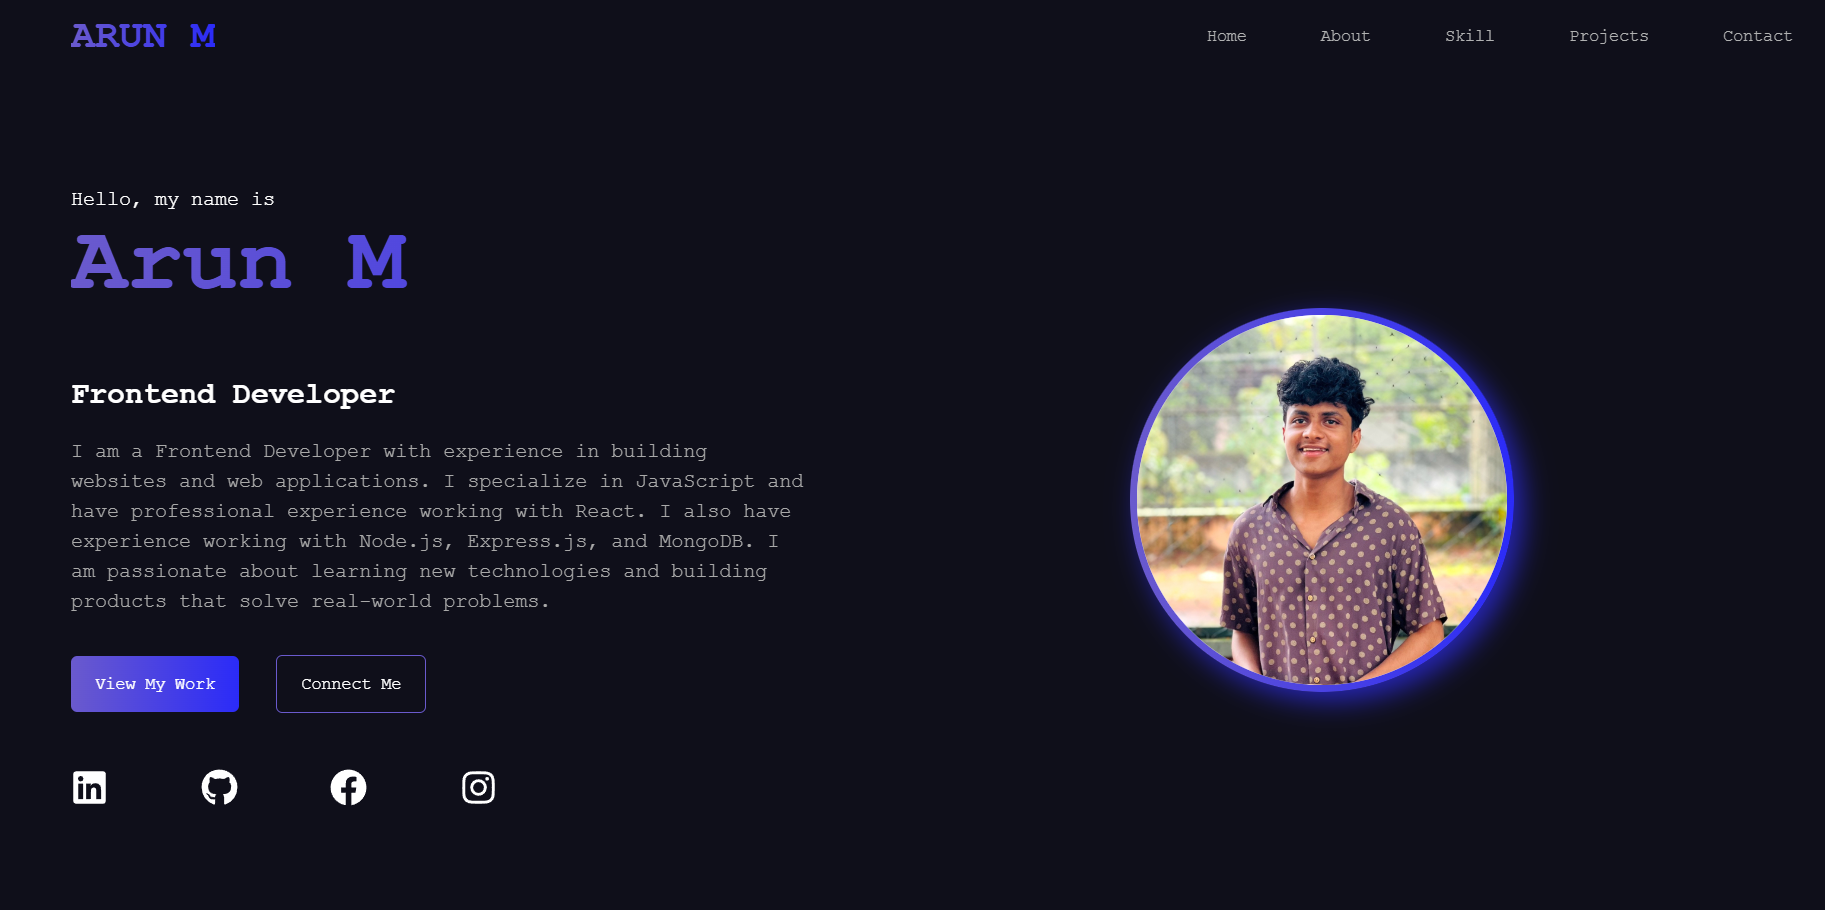 ARUN M
Home About Skill Projects Contact
Hello, my name is
Arun M
Frontend Developer
I am a Frontend Developer with experience in building
websites and web applications. I specialize in JavaScript and
have professional experience working with React. I also have
experience working with Node.js, Express.js, and MongoDB. I
am passionate about learning new technologies and building
products that solve real-world problems.
View My Work
Connect Me